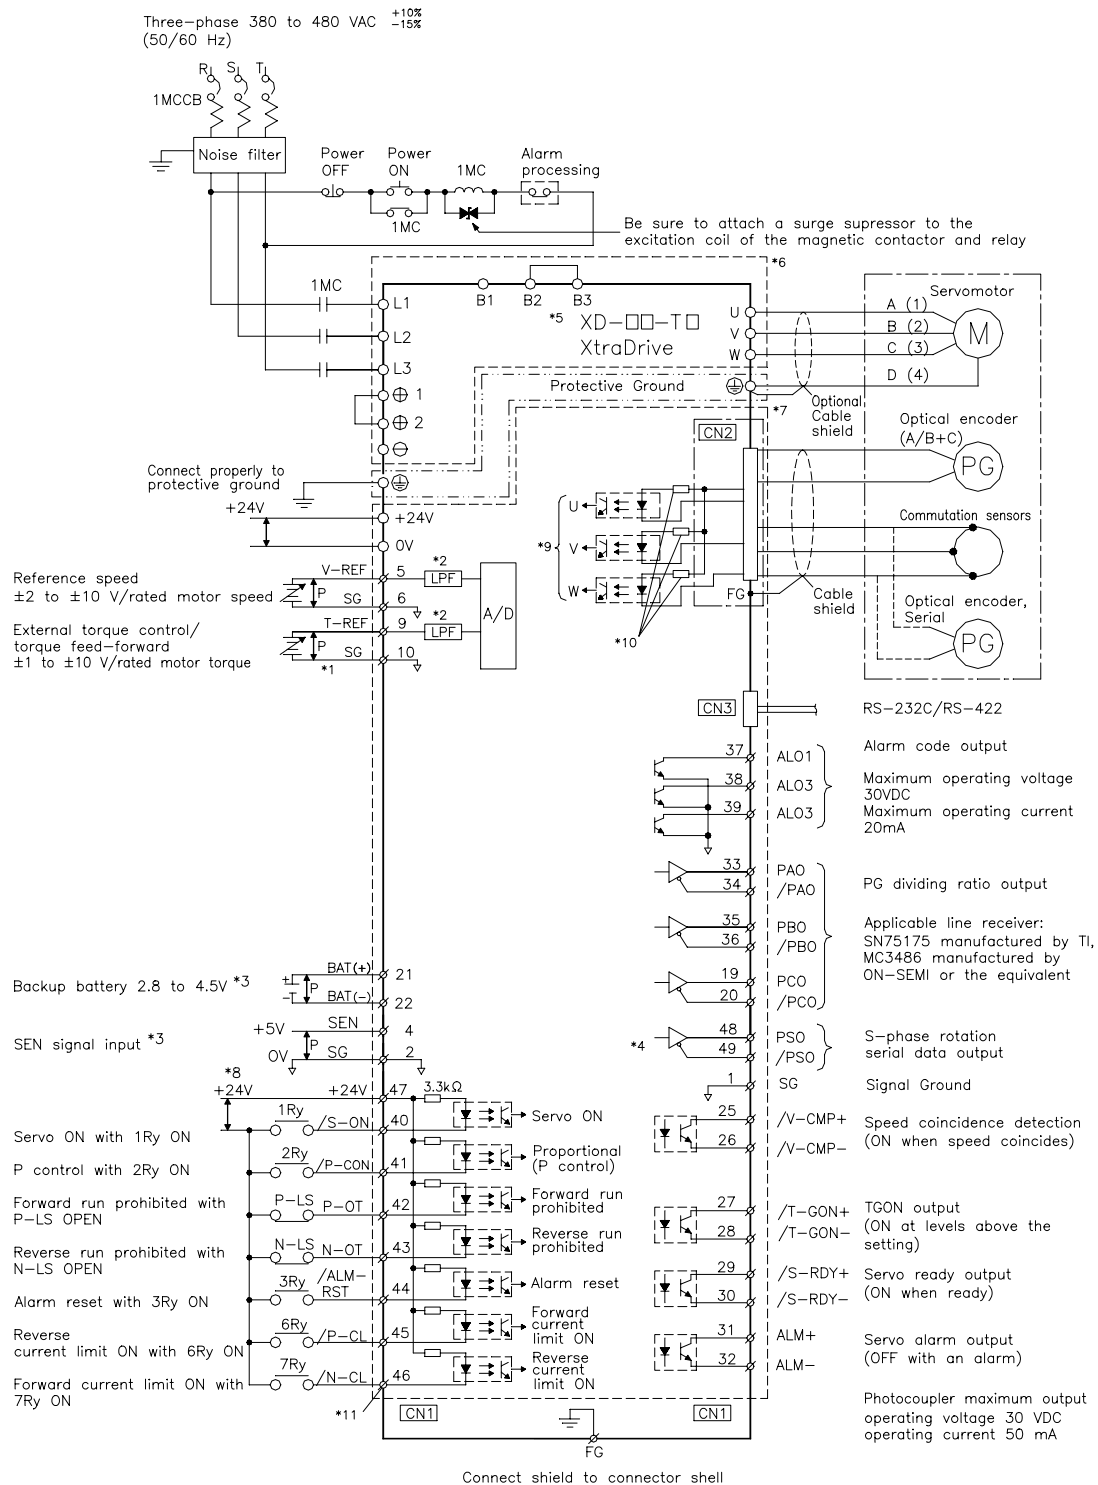 Three-phase 380 to 480 VAC +10% -15%
(50/60 Hz)
R S T
1MCCB
Noise filter
Power
OFF
Power
ON
1MC
Alarm
processing
1MC
Be sure to attach a surge supressor to the
excitation coil of the magnetic contactor and relay
*6
1MC
L1
L2
L3
1
2
B1 B2 B3
*5
XD-□□-T□
XtraDrive
U
V
W
A (1)
B (2)
C (3)
D (4)
Servomotor
M
Protective Ground
Optional
Cable
shield
*7
CN2
Optical encoder
(A/B+C)
PG
Commutation sensors
Optical encoder,
Serial
PG
Cable
shield
FG
*9
U
V
W
*10
Connect properly to
protective ground
+24V
+24V
0V
Reference speed
±2 to ±10 V/rated motor speed
P
V-REF 5
SG 6
*2
LPF
A/D
External torque control/
torque feed-forward
±1 to ±10 V/rated motor torque
P
*1
T-REF 9
SG 10
*2
LPF
CN3
RS-232C/RS-422
37 ALO1
38 ALO3
39 ALO3
Alarm code output
Maximum operating voltage
30VDC
Maximum operating current
20mA
33 PAO
34 /PAO
35 PBO
36 /PBO
19 PCO
20 /PCO
PG dividing ratio output
Applicable line receiver:
SN75175 manufactured by TI,
MC3486 manufactured by
ON-SEMI or the equivalent
*4
48 PSO
49 /PSO
S-phase rotation
serial data output
1 SG Signal Ground
25 /V-CMP+
26 /V-CMP-
Speed coincidence detection
(ON when speed coincides)
27 /T-GON+
28 /T-GON-
TGON output
(ON at levels above the
setting)
29 /S-RDY+
30 /S-RDY-
Servo ready output
(ON when ready)
31 ALM+
32 ALM-
Servo alarm output
(OFF with an alarm)
Photocoupler maximum output
operating voltage 30 VDC
operating current 50 mA
Backup battery 2.8 to 4.5V *3
+
-
P
BAT(+) 21
BAT(-) 22
SEN signal input *3
+5V
0V
P
SEN 4
SG 2
*8
+24V
+24V 47
3.3kΩ
Servo ON with 1Ry ON
1Ry
/S-ON 40
Servo ON
P control with 2Ry ON
2Ry
/P-CON 41
Proportional
(P control)
Forward run prohibited with
P-LS OPEN
P-LS
P-OT 42
Forward run
prohibited
Reverse run prohibited with
N-LS OPEN
N-LS
N-OT 43
Reverse run
prohibited
Alarm reset with 3Ry ON
3Ry
/ALM-
RST 44
Alarm reset
Reverse
current limit ON with 6Ry ON
6Ry
/P-CL 45
Forward
current
limit ON
Forward current limit ON with
7Ry ON
7Ry
/N-CL 46
Reverse
current
limit ON
*11
CN1
CN1
FG
Connect shield to connector shell